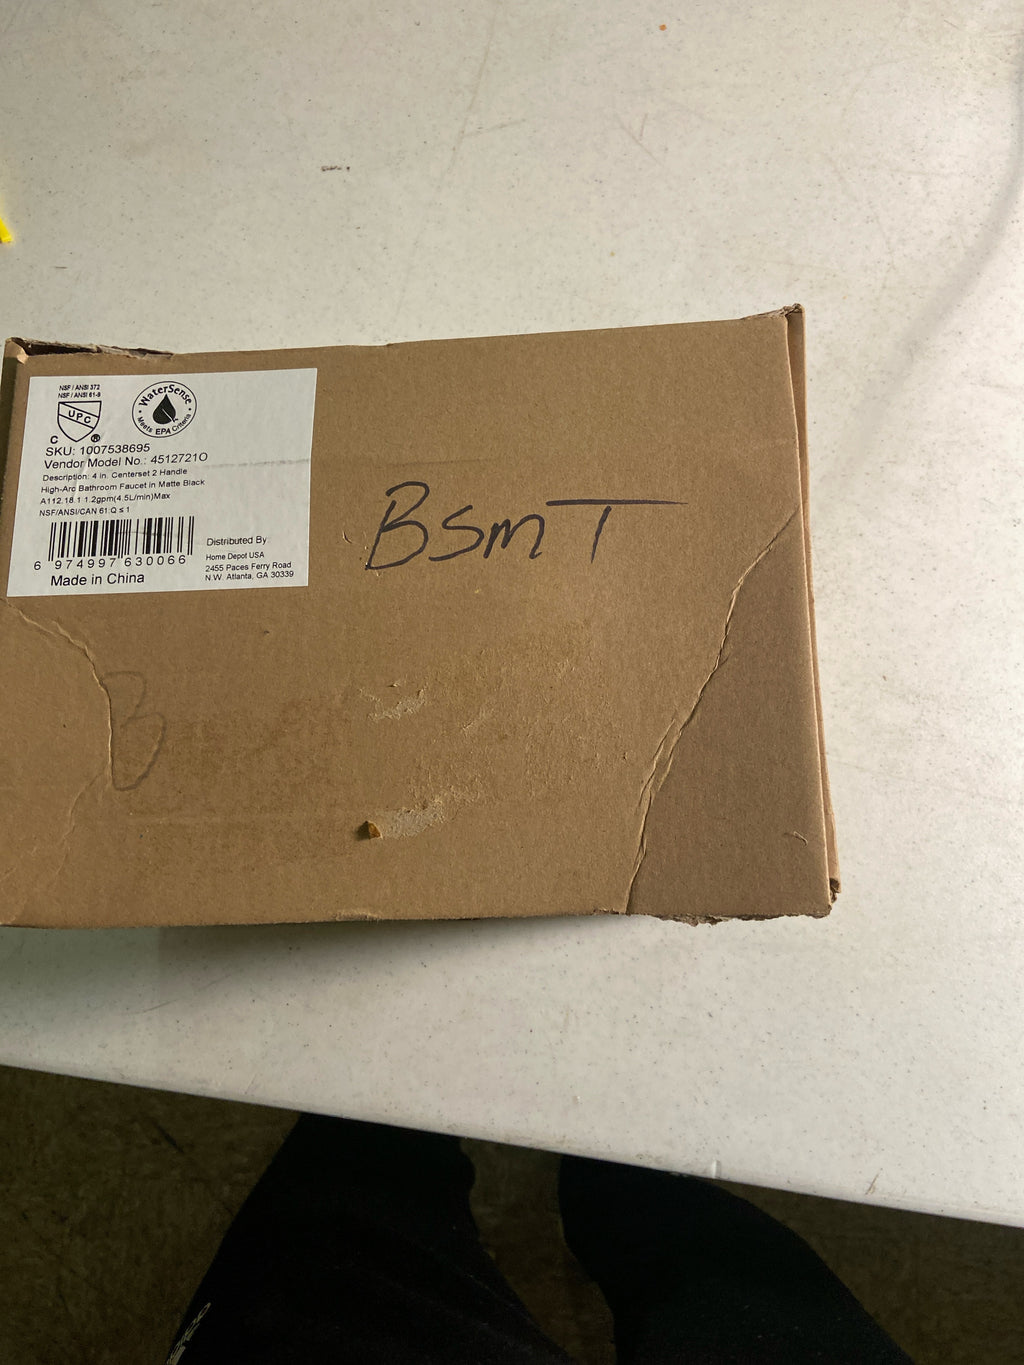 NSF / ANSI 372
NSF / ANSI 61-9
UPC
C ®
WaterSense
Meets EPA Criteria
SKU: 1007538695
Vendor Model No.: 4512721O
Description: 4 in. Centerset 2 Handle
High-Arc Bathroom Faucet in Matte Black
A112.18.1 1.2gpm(4.5L/min)Max
NSF/ANSI/CAN 61:Q ≤ 1
6 974997 630066
Made in China
Distributed By:
Home Depot USA
2455 Paces Ferry Road
N.W. Atlanta, GA 30339
BsmT
B